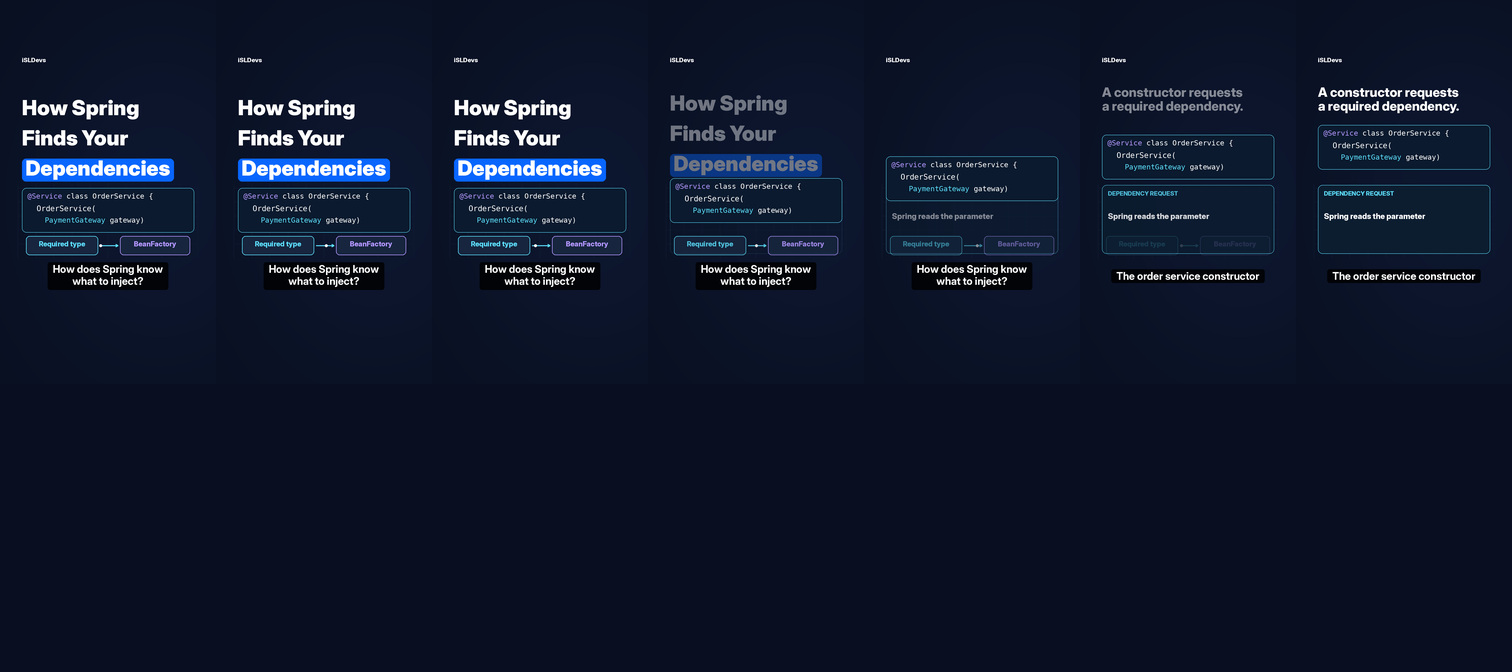 iSLDevs
How Spring
Finds Your
Dependencies
@Service class OrderService {
OrderService(
PaymentGateway gateway)
Required type
BeanFactory
How does Spring know
what to inject?
iSLDevs
How Spring
Finds Your
Dependencies
@Service class OrderService {
OrderService(
PaymentGateway gateway)
Required type
BeanFactory
How does Spring know
what to inject?
iSLDevs
How Spring
Finds Your
Dependencies
@Service class OrderService {
OrderService(
PaymentGateway gateway)
Required type
BeanFactory
How does Spring know
what to inject?
iSLDevs
How Spring
Finds Your
Dependencies
@Service class OrderService {
OrderService(
PaymentGateway gateway)
Required type
BeanFactory
How does Spring know
what to inject?
iSLDevs
@Service class OrderService {
OrderService(
PaymentGateway gateway)
Spring reads the parameter
Required type
BeanFactory
How does Spring know
what to inject?
iSLDevs
A constructor requests
a required dependency.
@Service class OrderService {
OrderService(
PaymentGateway gateway)
DEPENDENCY REQUEST
Spring reads the parameter
Required type
BeanFactory
The order service constructor
iSLDevs
A constructor requests
a required dependency.
@Service class OrderService {
OrderService(
PaymentGateway gateway)
DEPENDENCY REQUEST
Spring reads the parameter
The order service constructor